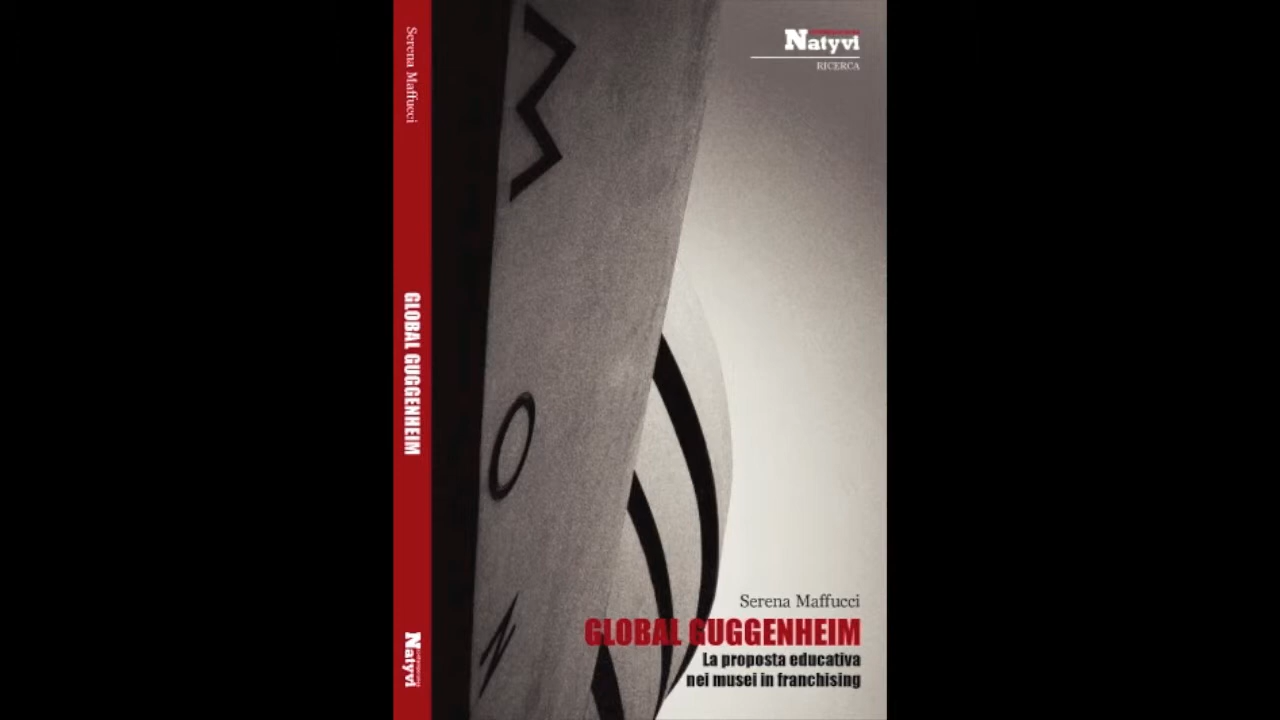 Serena Maffucci
GLOBAL GUGGENHEIM
Natyvi
Natyvi
RICERCA
Serena Maffucci
GLOBAL GUGGENHEIM
La proposta educativa
nei musei in franchising